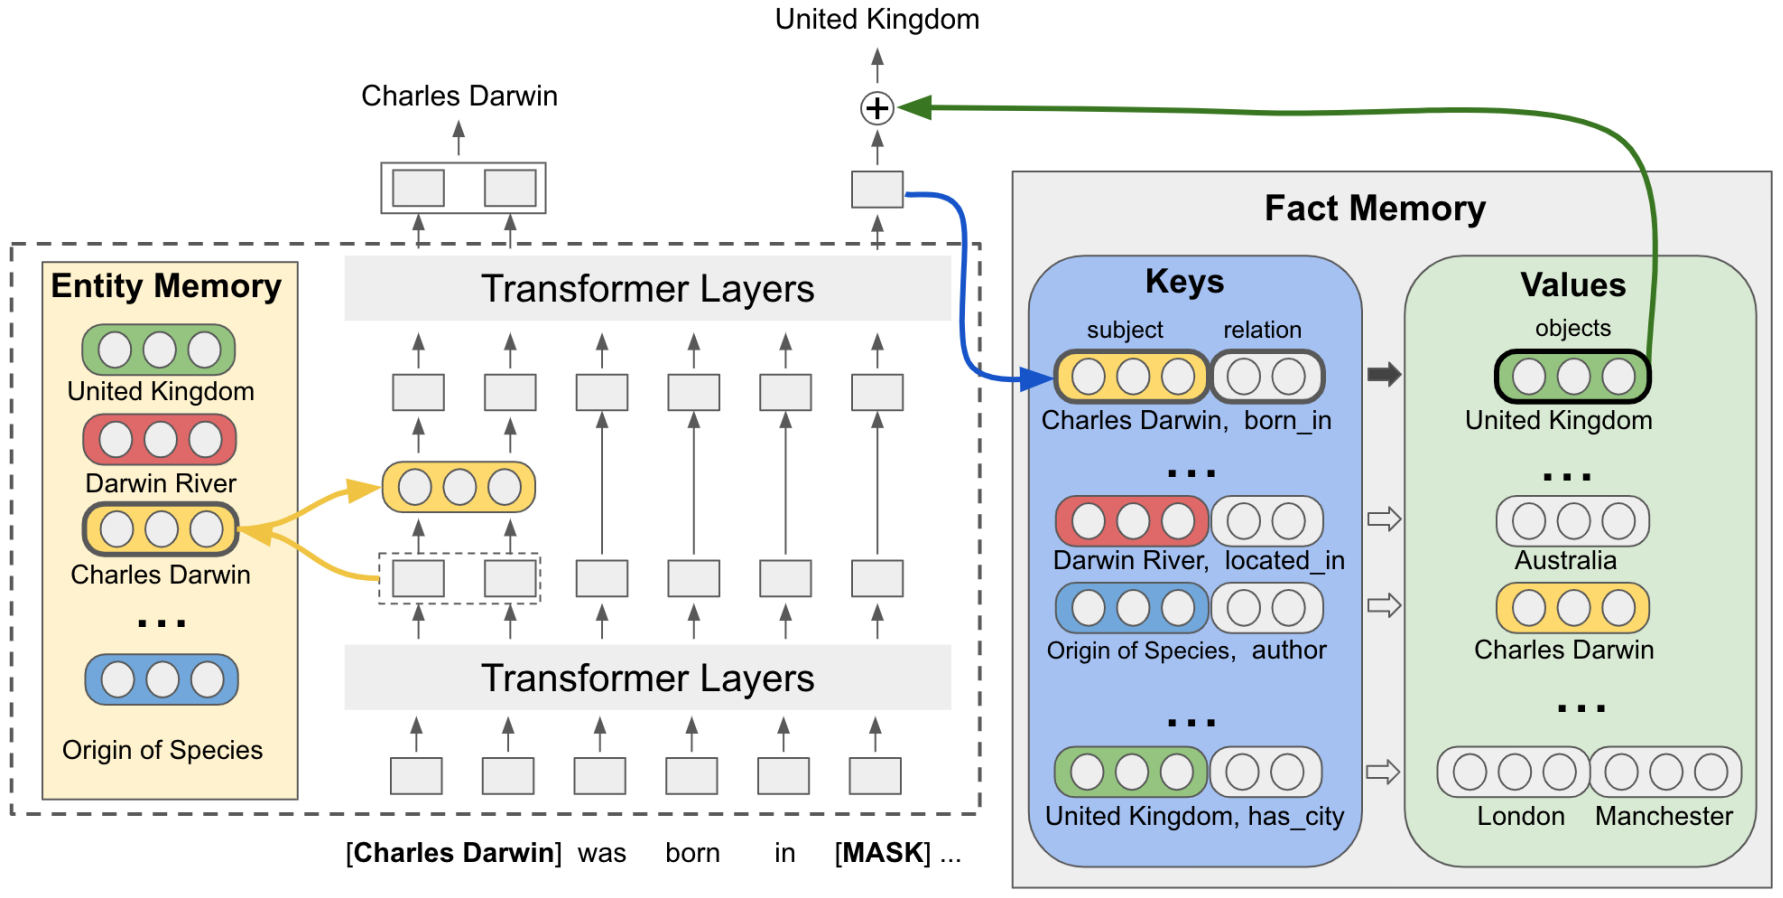 United Kingdom
Charles Darwin
+
Fact Memory
Entity Memory
United Kingdom
Darwin River
Charles Darwin
...
Origin of Species
Transformer Layers
Transformer Layers
[Charles Darwin] was born in [MASK] ...
Keys
subject relation
Charles Darwin, born_in
...
Darwin River, located_in
Origin of Species, author
...
United Kingdom, has_city
Values
objects
United Kingdom
...
Australia
Charles Darwin
...
London Manchester